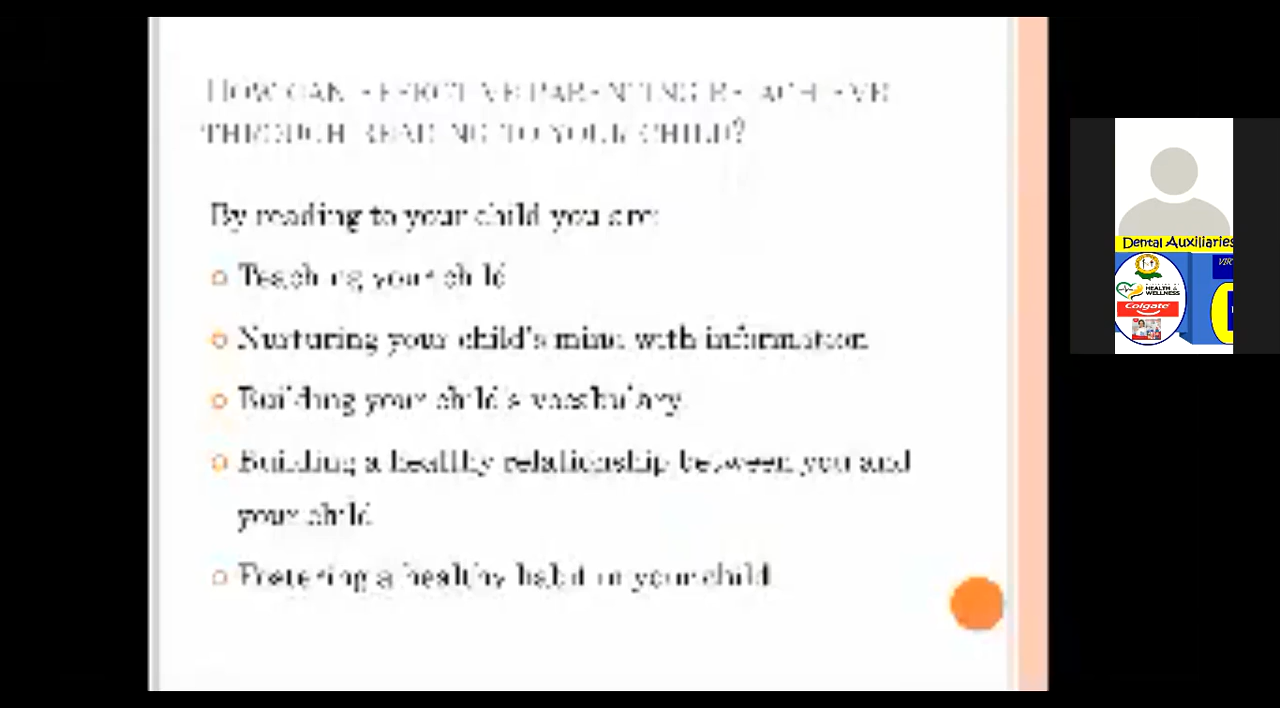 HOW CAN EFFECTIVE PARENTING BE ACHIEVE
THROUGH READING TO YOUR CHILD?
By reading to your child you are:
Teaching your child
Nurturing your child's mind with information
Building your child's vocabulary
Building a healthy relationship between you and
your child
Fostering a healthy habit in your child
Dental Auxiliaries
HEALTH &
WELLNESS
Colgate